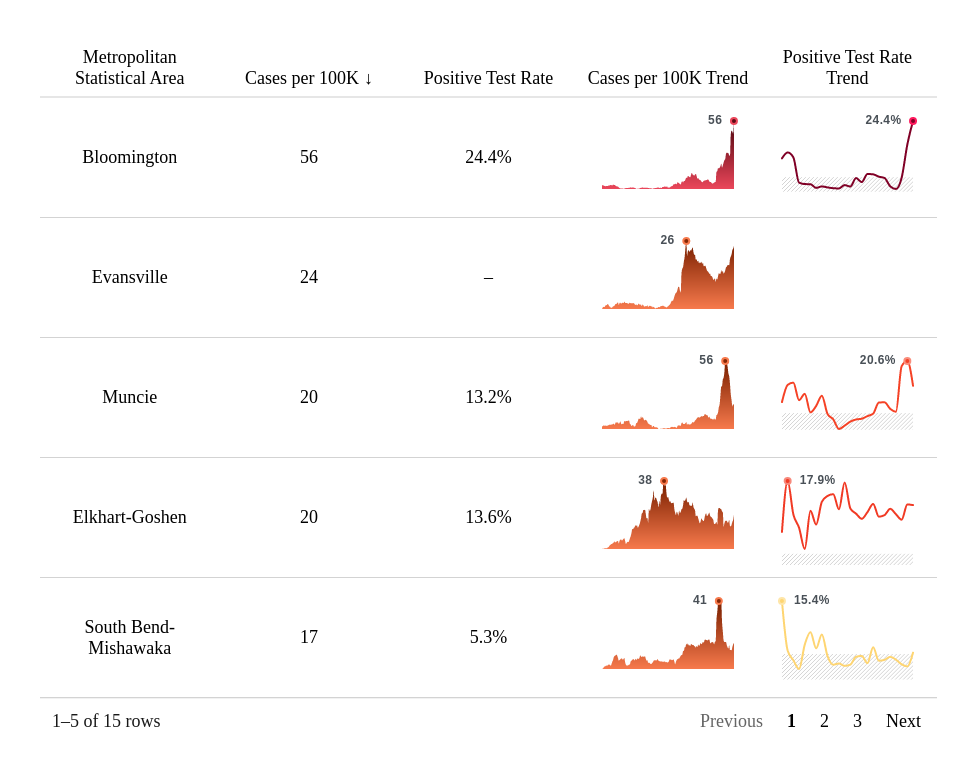 Metropolitan
Statistical Area
Cases per 100K ↓
Positive Test Rate
Cases per 100K Trend
Positive Test Rate
Trend
Bloomington
56
24.4%
56
24.4%
Evansville
24
–
26
Muncie
20
13.2%
56
20.6%
Elkhart-Goshen
20
13.6%
38
17.9%
South Bend-
Mishawaka
17
5.3%
41
15.4%
1–5 of 15 rows
Previous 1 2 3 Next